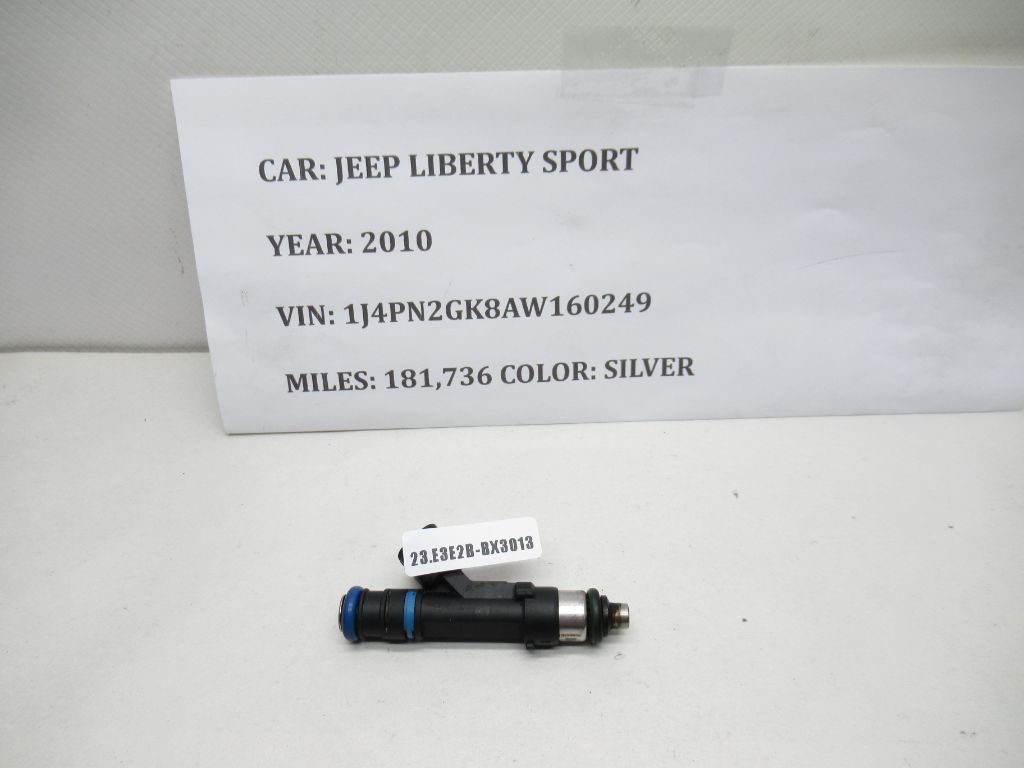 CAR: JEEP LIBERTY SPORT
YEAR: 2010
VIN: 1J4PN2GK8AW160249
MILES: 181,736 COLOR: SILVER
23.E3E2B-BX3013